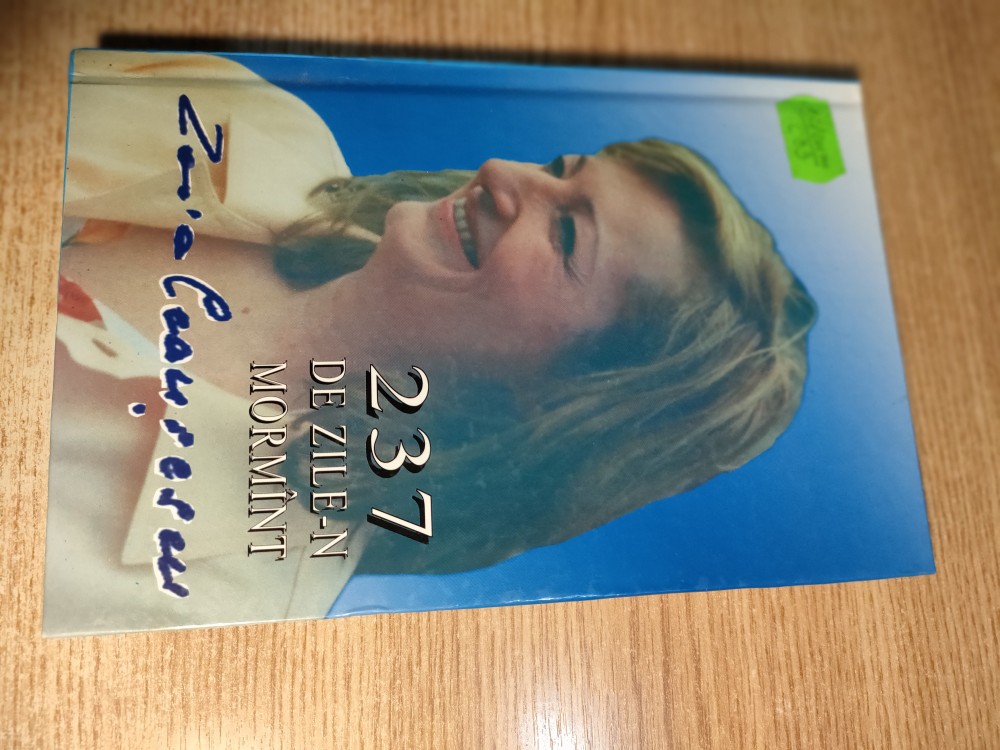 237
DE ZILE-N
MORMÎNT
Zoia Ceaușescu